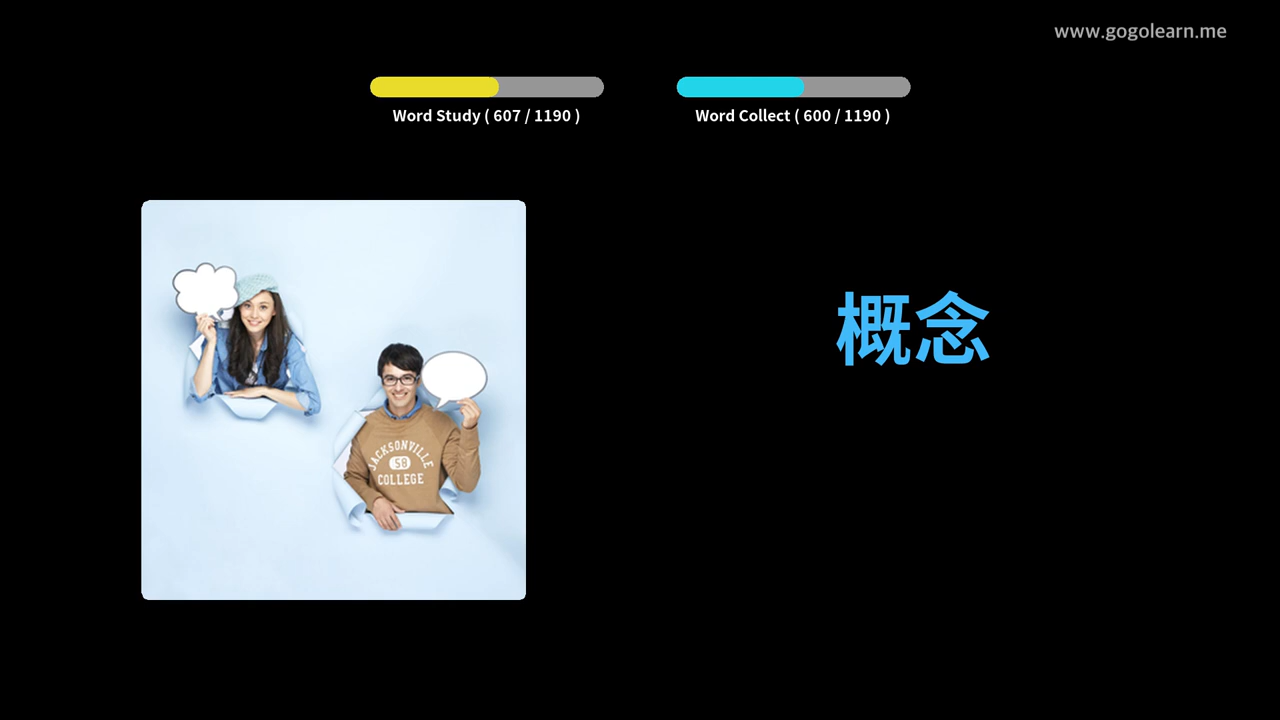 www.gogolearn.me
Word Study ( 607 / 1190 )
Word Collect ( 600 / 1190 )
概念
JACKSONVILLE
58
COLLEGE